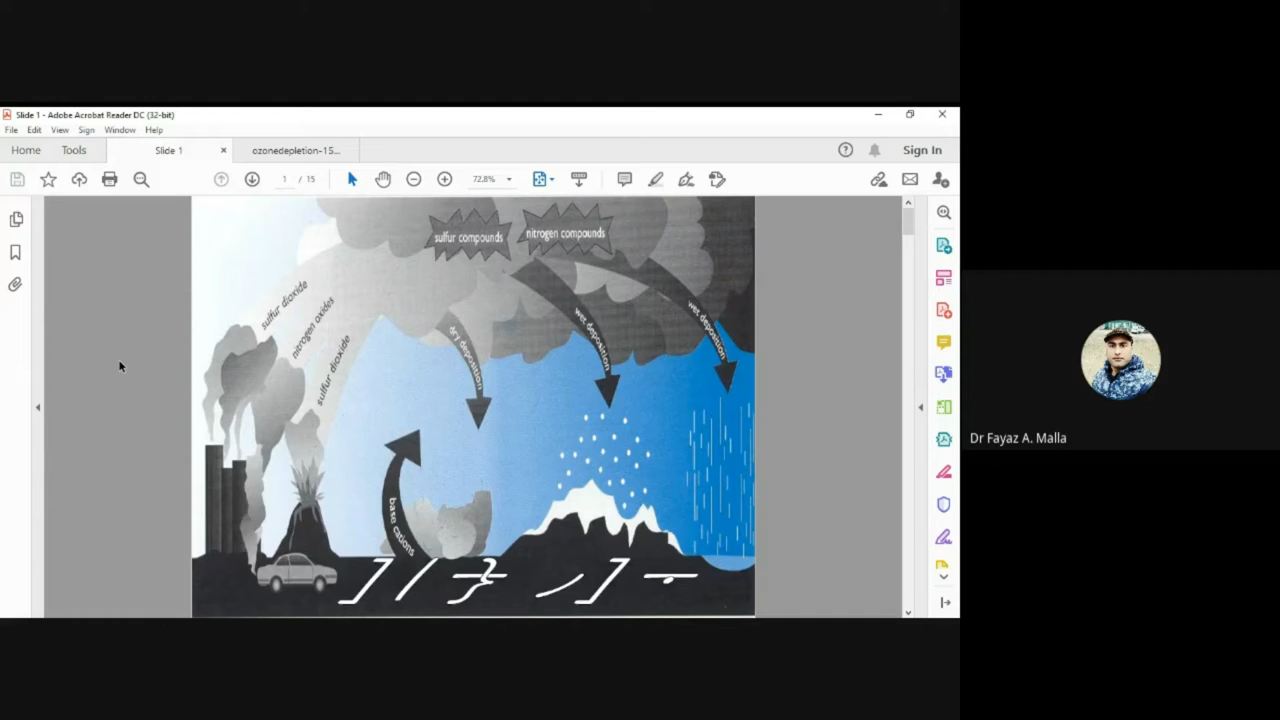 Slide 1 - Adobe Acrobat Reader DC (32-bit)
File Edit View Sign Window Help
Home Tools Slide 1 × ozonedepletion-15... Sign In
1 / 15 72.8%
sulfur compounds nitrogen compounds
sulfur dioxide
nitrogen oxides
sulfur dioxide
dry deposition
wet deposition
wet deposition
base cations
Dr Fayaz A. Malla